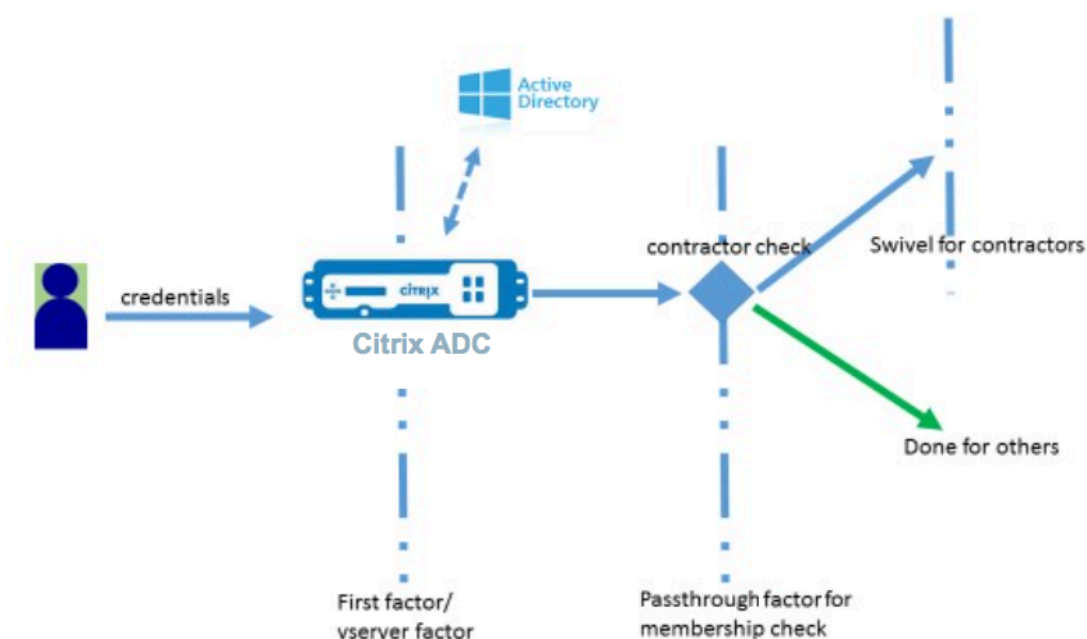 Active
Directory
contractor check
Swivel for contractors
credentials
CITRIX
Citrix ADC
Done for others
First factor/
vserver factor
Passthrough factor for
membership check